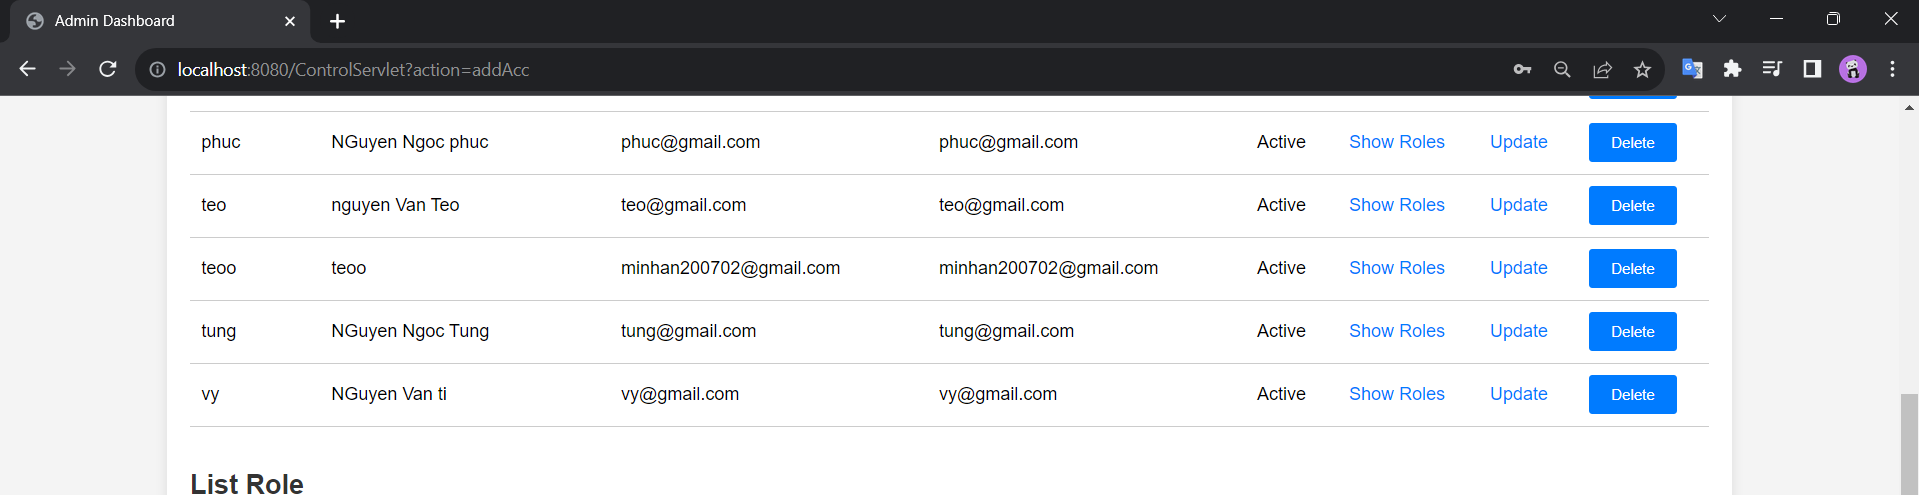 Admin Dashboard
localhost:8080/ControlServlet?action=addAcc
phuc NGuyen Ngoc phuc phuc@gmail.com phuc@gmail.com Active Show Roles Update Delete
teo nguyen Van Teo teo@gmail.com teo@gmail.com Active Show Roles Update Delete
teoo teoo minhan200702@gmail.com minhan200702@gmail.com Active Show Roles Update Delete
tung NGuyen Ngoc Tung tung@gmail.com tung@gmail.com Active Show Roles Update Delete
vy NGuyen Van ti vy@gmail.com vy@gmail.com Active Show Roles Update Delete
List Role